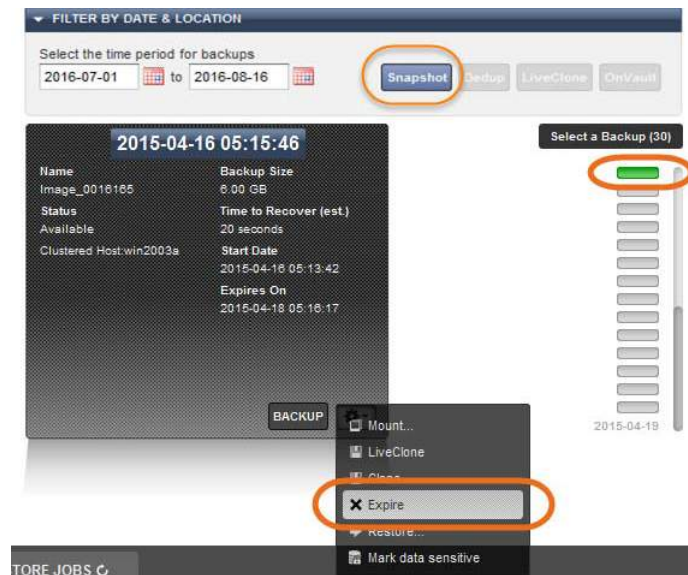 FILTER BY DATE & LOCATION
Select the time period for backups
2016-07-01 to 2016-08-16 Snapshot Dedup LiveClone OnVault
2015-04-16 05:15:46 Select a Backup (30)
Name Backup Size
Image_0016165 6.00 GB
Status Time to Recover (est.)
Available 20 seconds
Clustered Host:win2003a Start Date
2015-04-16 05:13:42
Expires On
2015-04-18 05:16:17
BACKUP
Mount...
2015-04-19
LiveClone
Clone
Expire
Restore...
Mark data sensitive
TORE JOBS